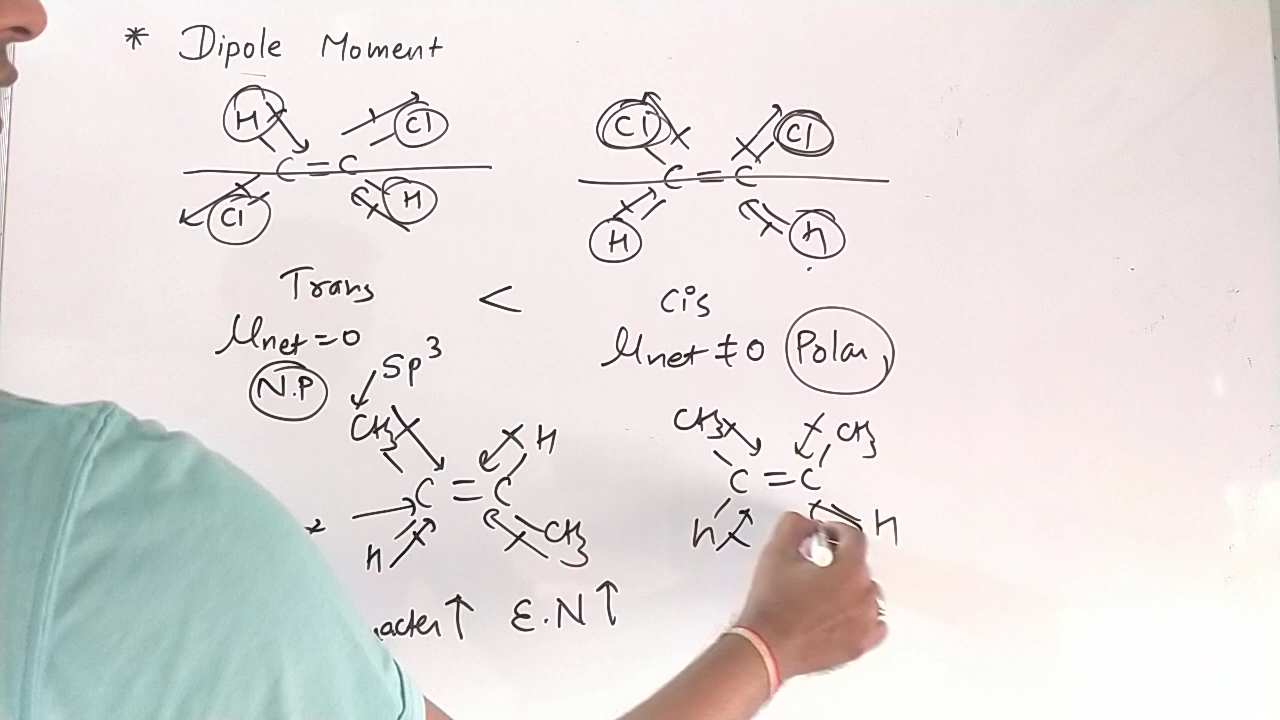 * Dipole Moment
H Cl Cl Cl
C = C C = C
Cl H H H
Trans < Cis
μnet = 0 μnet ≠ 0 Polar
N.P sp³
CH3 H CH3 CH3
C = C C = C
H CH3 H H
acter ↑ E.N ↑